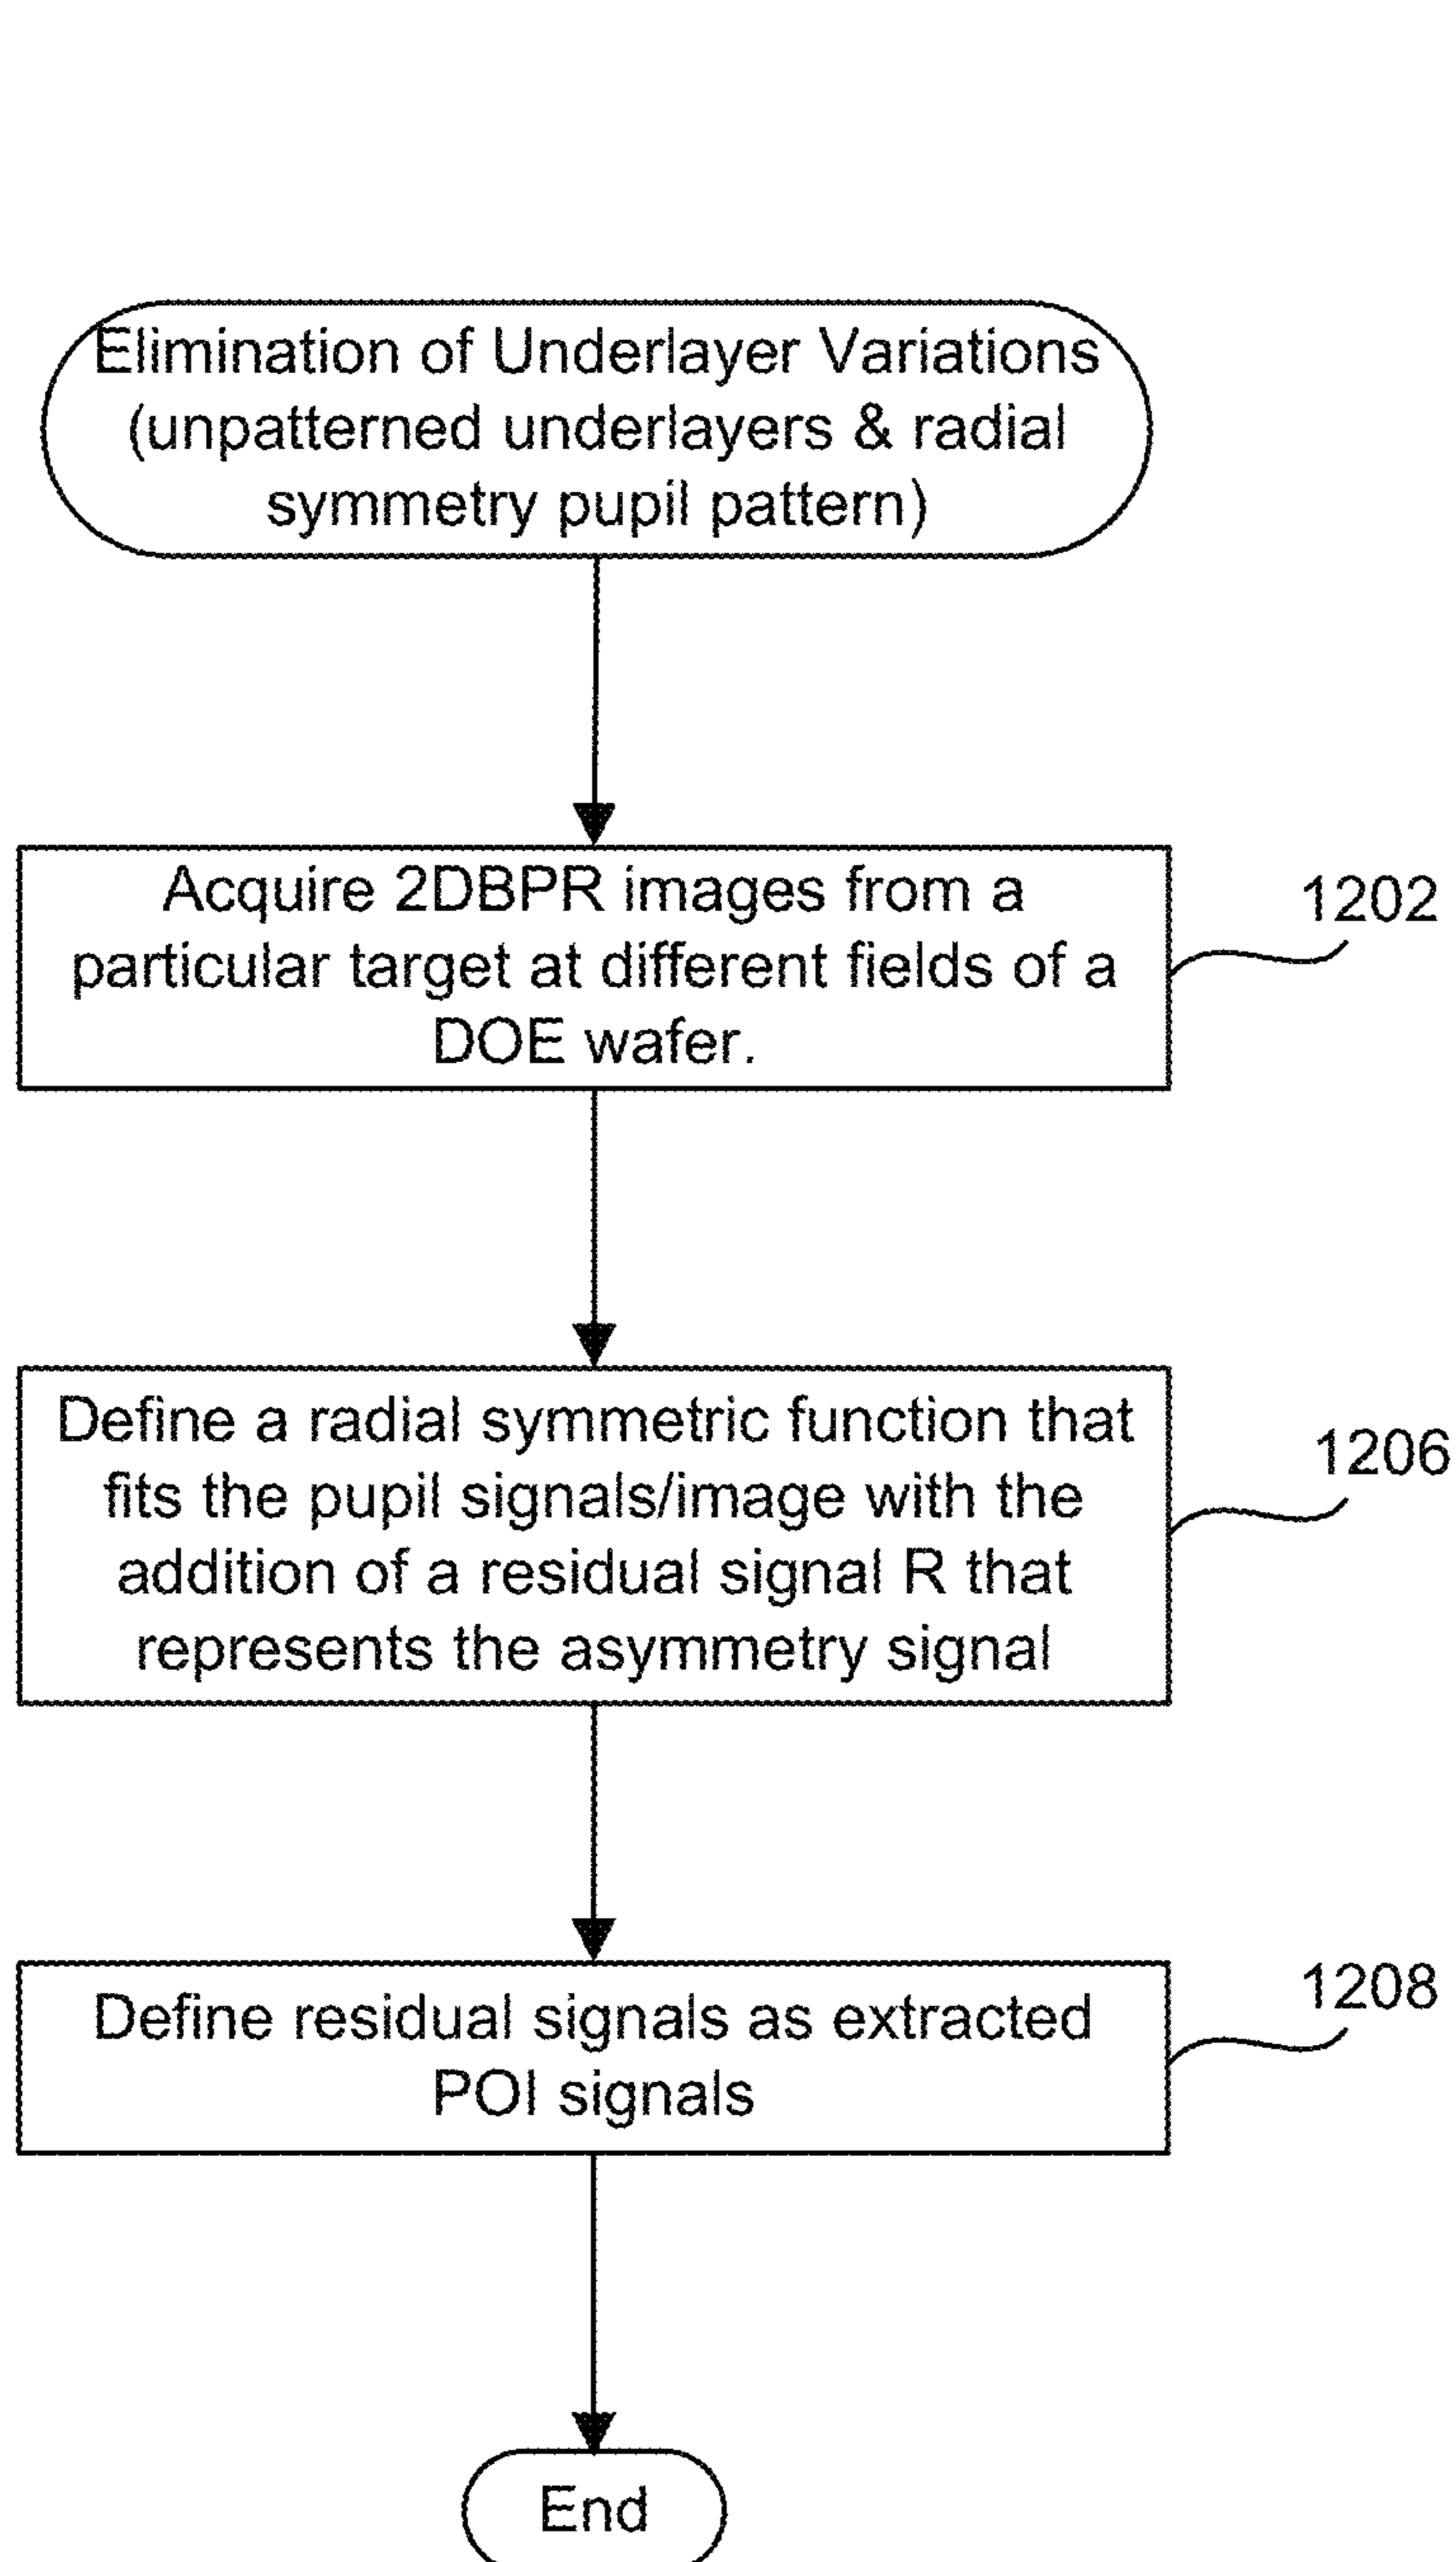 Elimination of Underlayer Variations
(unpatterned underlayers & radial
symmetry pupil pattern)
Acquire 2DBPR images from a
particular target at different fields of a
DOE wafer.
1202
Define a radial symmetric function that
fits the pupil signals/image with the
addition of a residual signal R that
represents the asymmetry signal
1206
Define residual signals as extracted
POI signals
1208
End